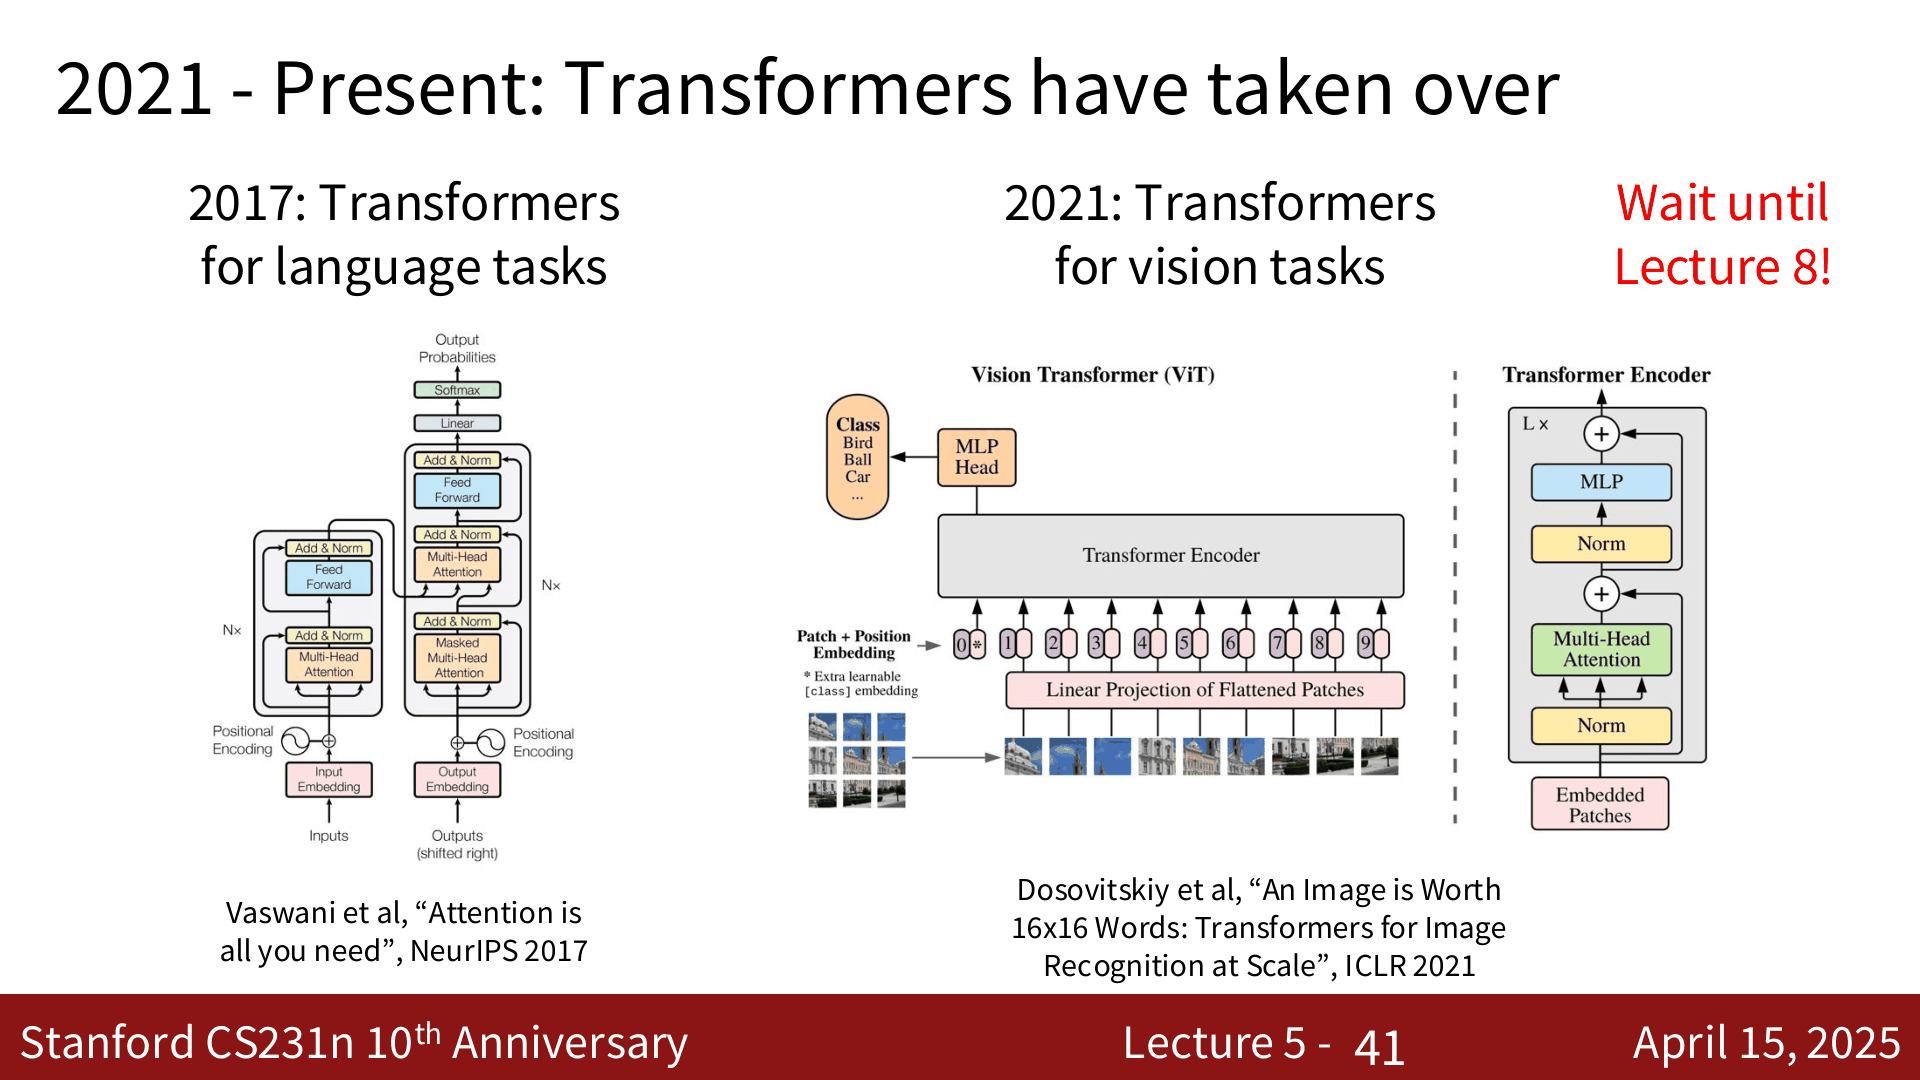 2021 - Present: Transformers have taken over
2017: Transformers
for language tasks
2021: Transformers
for vision tasks
Wait until
Lecture 8!
Output
Probabilities
Softmax
Linear
Add & Norm
Feed
Forward
Add & Norm
Multi-Head
Attention
Add & Norm
Masked
Multi-Head
Attention
Nx
Add & Norm
Feed
Forward
Add & Norm
Multi-Head
Attention
Nx
Positional
Encoding
Positional
Encoding
Input
Embedding
Output
Embedding
Inputs
Outputs
(shifted right)
Vaswani et al, “Attention is
all you need”, NeurIPS 2017
Vision Transformer (ViT)
Class
Bird
Ball
Car
...
MLP
Head
Transformer Encoder
Patch + Position
Embedding
* Extra learnable
[class] embedding
0 * 1 2 3 4 5 6 7 8 9
Linear Projection of Flattened Patches
Transformer Encoder
L x
+
MLP
Norm
+
Multi-Head
Attention
Norm
Embedded
Patches
Dosovitskiy et al, “An Image is Worth
16x16 Words: Transformers for Image
Recognition at Scale”, ICLR 2021
Stanford CS231n 10th Anniversary
Lecture 5 - 41
April 15, 2025